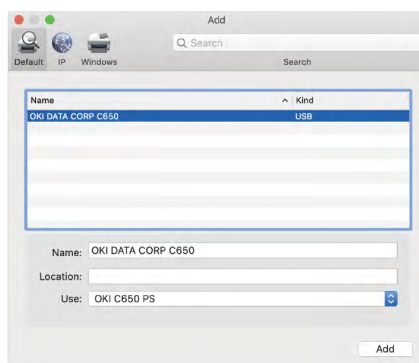 Add
Search
Default IP Windows Search
Name Kind
OKI DATA CORP C650 USB
Name: OKI DATA CORP C650
Location:
Use: OKI C650 PS
Add